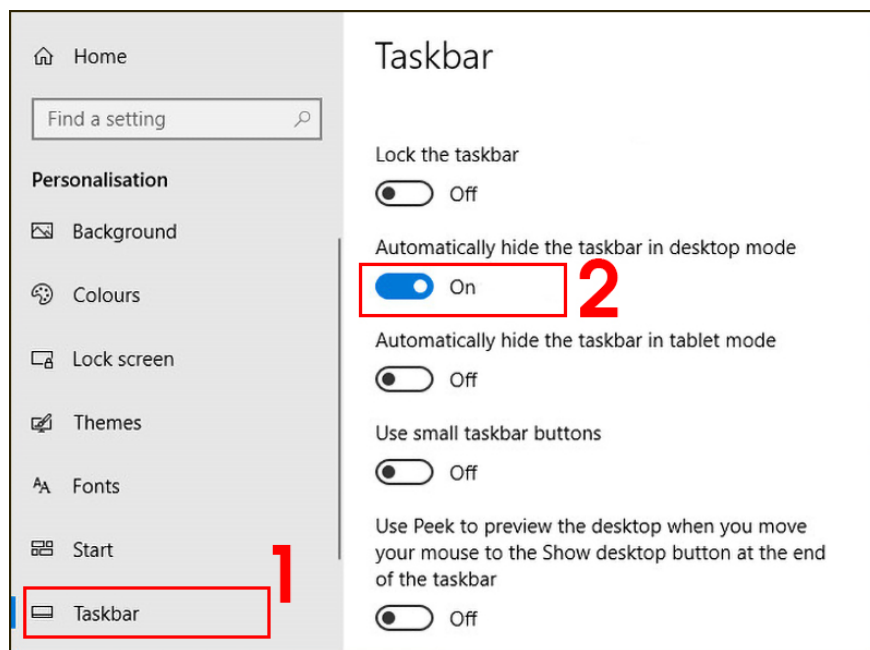 Home
Find a setting
Personalisation
Background
Colours
Lock screen
Themes
Fonts
Start
1
Taskbar
Taskbar
Lock the taskbar
Off
Automatically hide the taskbar in desktop mode
On
2
Automatically hide the taskbar in tablet mode
Off
Use small taskbar buttons
Off
Use Peek to preview the desktop when you move
your mouse to the Show desktop button at the end
of the taskbar
Off